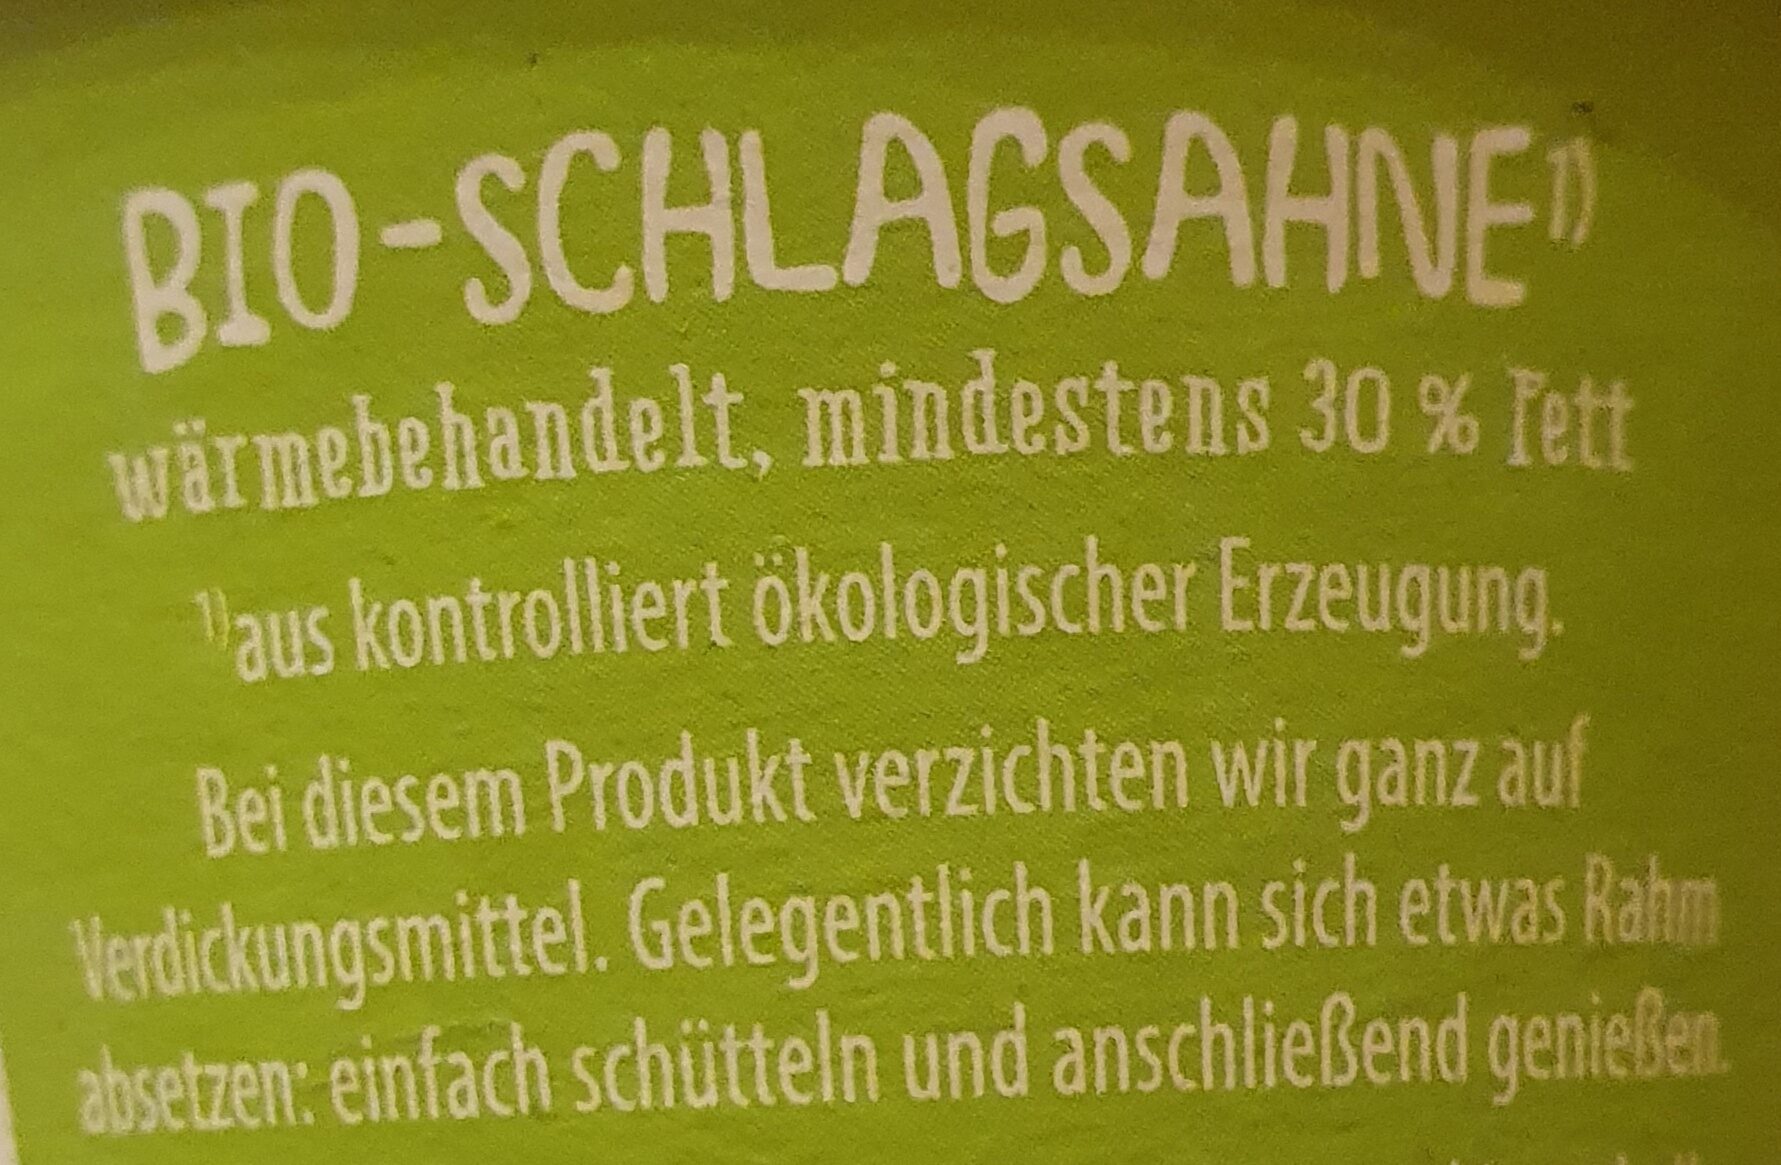 BIO-SCHLAGSAHNE¹⁾
wärmebehandelt, mindestens 30 % Fett
¹⁾aus kontrolliert ökologischer Erzeugung.
Bei diesem Produkt verzichten wir ganz auf
Verdickungsmittel. Gelegentlich kann sich etwas Rahm
absetzen: einfach schütteln und anschließend genießen.